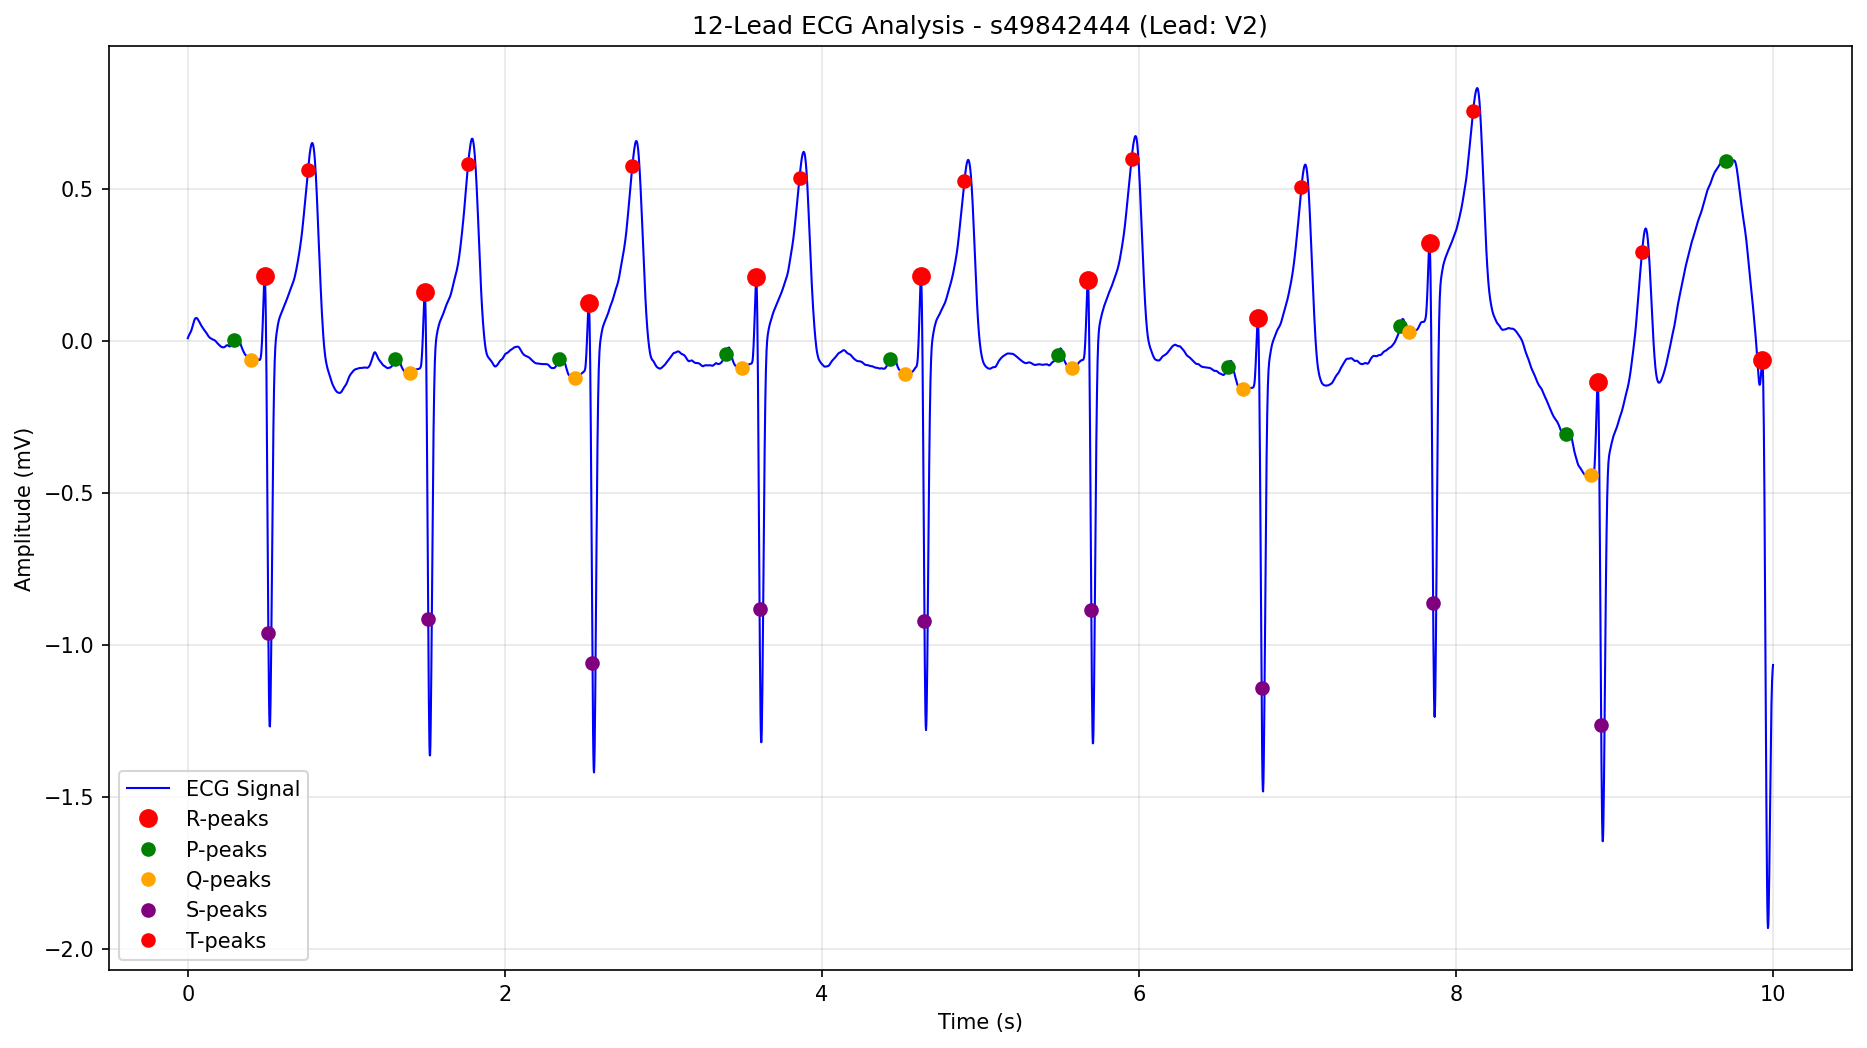 12-Lead ECG Analysis - s49842444 (Lead: V2)
Amplitude (mV)
0.5
0.0
−0.5
−1.0
−1.5
−2.0
ECG Signal
R-peaks
P-peaks
Q-peaks
S-peaks
T-peaks
0 2 4 6 8 10
Time (s)